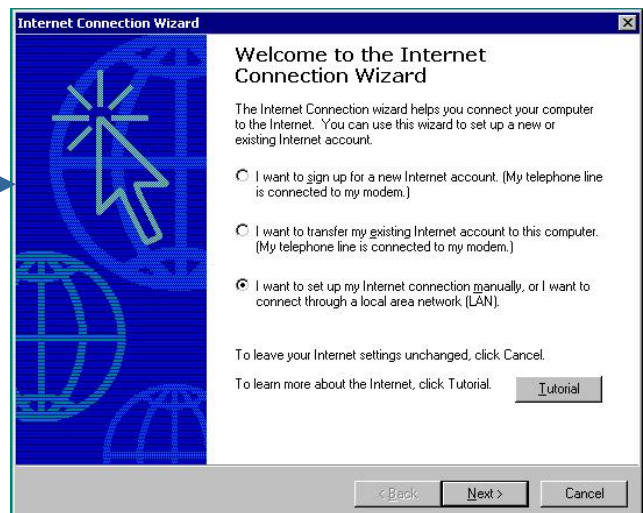 Internet Connection Wizard
Welcome to the Internet
Connection Wizard
The Internet Connection wizard helps you connect your computer
to the Internet. You can use this wizard to set up a new or
existing Internet account.
I want to sign up for a new Internet account. (My telephone line
is connected to my modem.)
I want to transfer my existing Internet account to this computer.
(My telephone line is connected to my modem.)
I want to set up my Internet connection manually, or I want to
connect through a local area network (LAN).
To leave your Internet settings unchanged, click Cancel.
To learn more about the Internet, click Tutorial.
Tutorial
< Back
Next >
Cancel